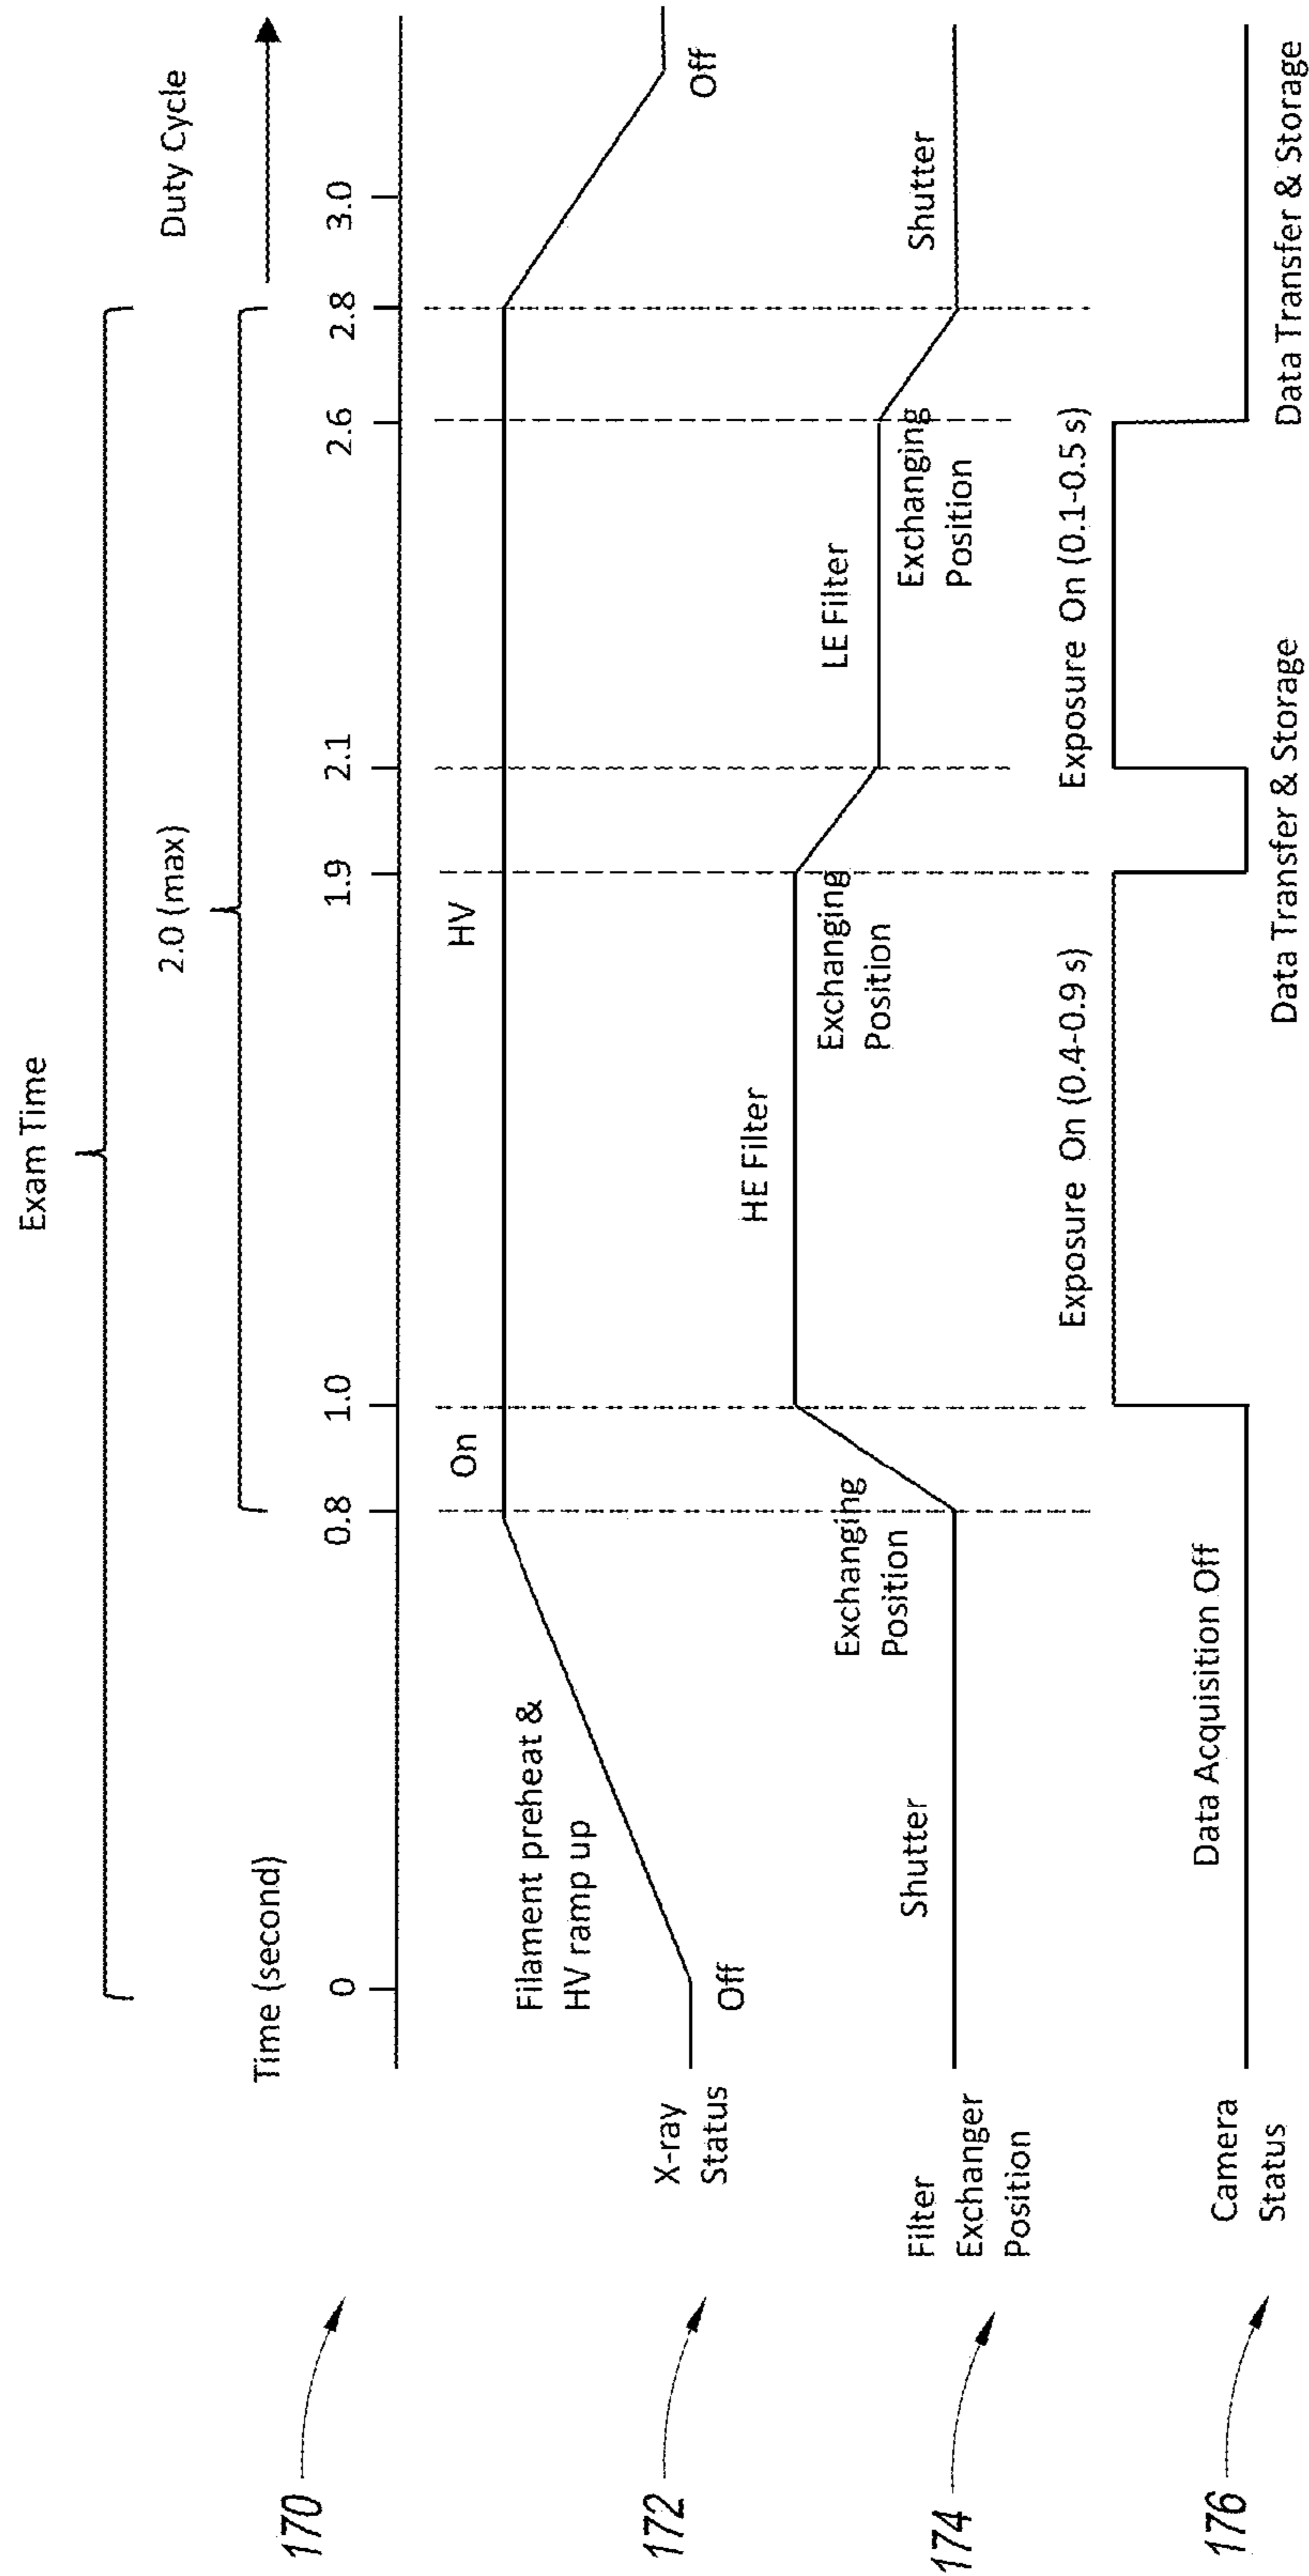 Exam Time
2.0 (max)
Duty Cycle
170
Time (second)
0
0.8
1.0
1.9
2.1
2.6
2.8
3.0
172
X-ray
Status
Off
Filament preheat &
HV ramp up
On
HV
Off
174
Filter
Exchanger
Position
Shutter
Exchanging
Position
HE Filter
Exchanging
Position
LE Filter
Exchanging
Position
Shutter
176
Camera
Status
Data Acquisition Off
Exposure On (0.4-0.9 s)
Data Transfer & Storage
Exposure On (0.1-0.5 s)
Data Transfer & Storage